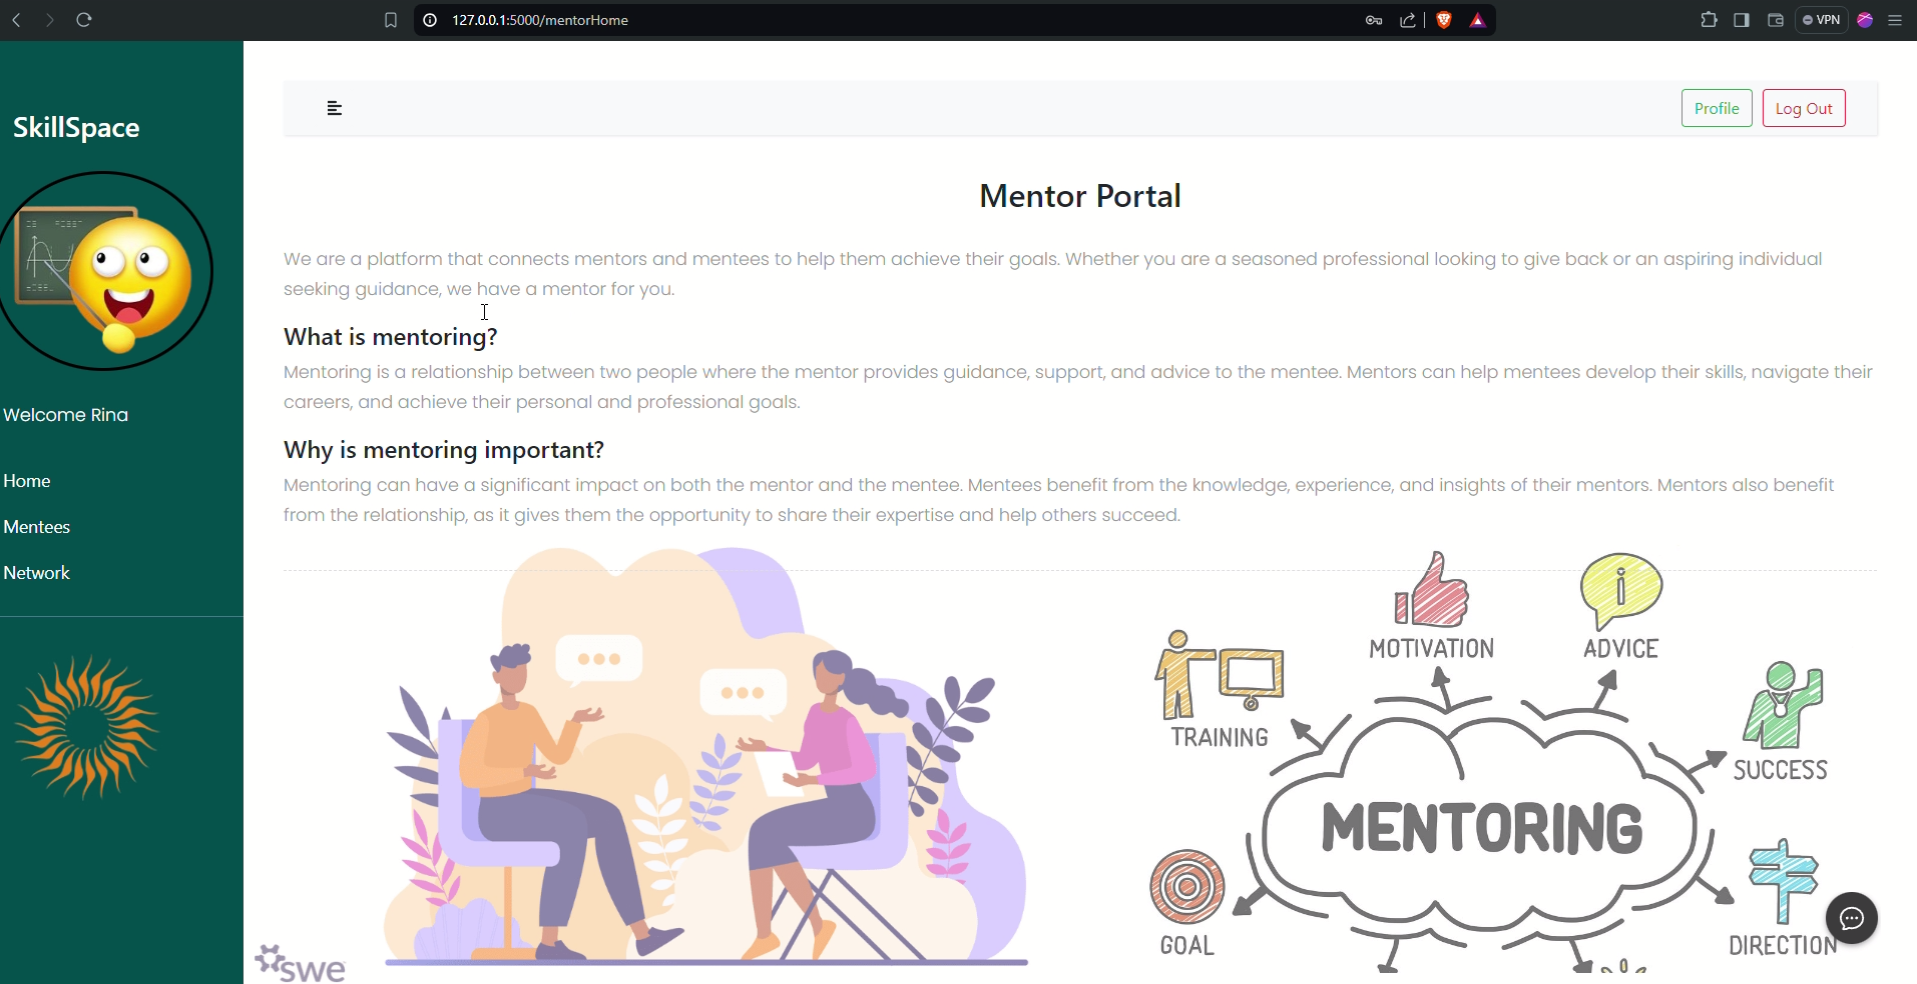 127.0.0.1:5000/mentorHome
VPN
SkillSpace
Welcome Rina
Home
Mentees
Network
Profile
Log Out
Mentor Portal
We are a platform that connects mentors and mentees to help them achieve their goals. Whether you are a seasoned professional looking to give back or an aspiring individual
seeking guidance, we have a mentor for you.
What is mentoring?
Mentoring is a relationship between two people where the mentor provides guidance, support, and advice to the mentee. Mentors can help mentees develop their skills, navigate their
careers, and achieve their personal and professional goals.
Why is mentoring important?
Mentoring can have a significant impact on both the mentor and the mentee. Mentees benefit from the knowledge, experience, and insights of their mentors. Mentors also benefit
from the relationship, as it gives them the opportunity to share their expertise and help others succeed.
swe
MOTIVATION
ADVICE
TRAINING
SUCCESS
MENTORING
GOAL
DIRECTION